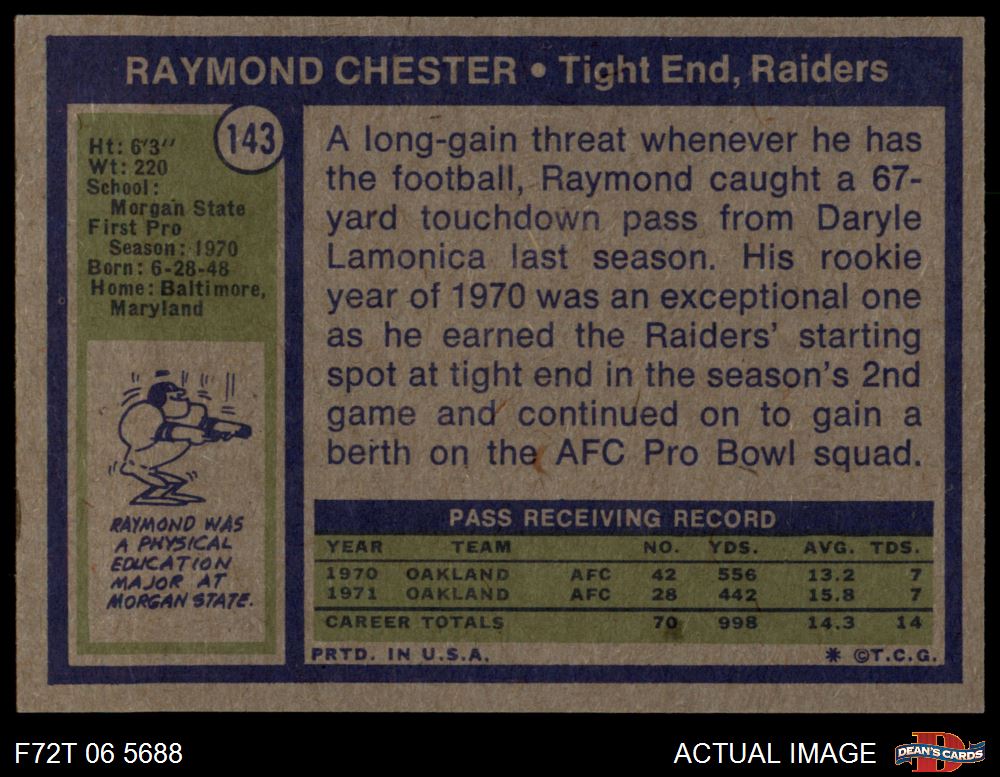 RAYMOND CHESTER • Tight End, Raiders
143
Ht: 6'3"
Wt: 220
School:
Morgan State
First Pro
Season: 1970
Born: 6-28-48
Home: Baltimore,
Maryland
RAYMOND WAS
A PHYSICAL
EDUCATION
MAJOR AT
MORGAN STATE.
A long-gain threat whenever he has
the football, Raymond caught a 67-
yard touchdown pass from Daryle
Lamonica last season. His rookie
year of 1970 was an exceptional one
as he earned the Raiders' starting
spot at tight end in the season's 2nd
game and continued on to gain a
berth on the AFC Pro Bowl squad.
PASS RECEIVING RECORD
YEAR TEAM NO. YDS. AVG. TDS.
1970 OAKLAND AFC 42 556 13.2 7
1971 OAKLAND AFC 28 442 15.8 7
CAREER TOTALS 70 998 14.3 14
PRTD. IN U.S.A. * ©T.C.G.
F72T 06 5688 ACTUAL IMAGE DEAN'S CARDS